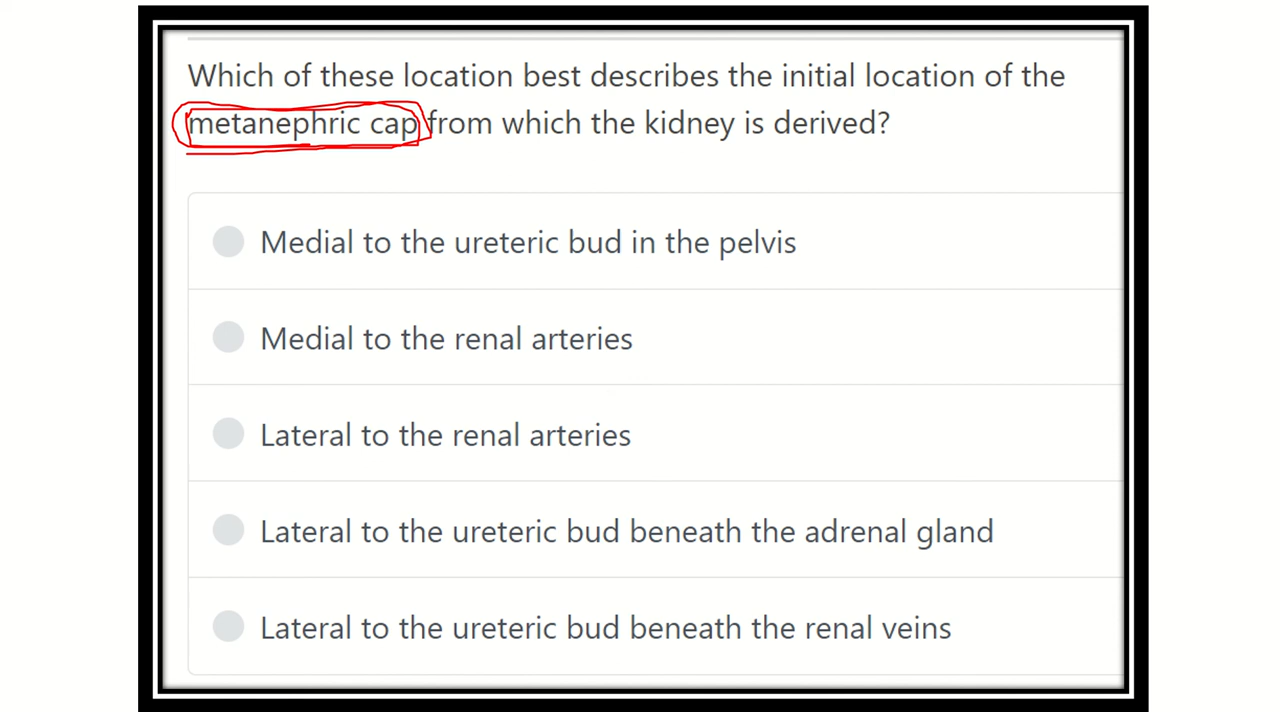 Which of these location best describes the initial location of the
metanephric cap from which the kidney is derived?
Medial to the ureteric bud in the pelvis
Medial to the renal arteries
Lateral to the renal arteries
Lateral to the ureteric bud beneath the adrenal gland
Lateral to the ureteric bud beneath the renal veins